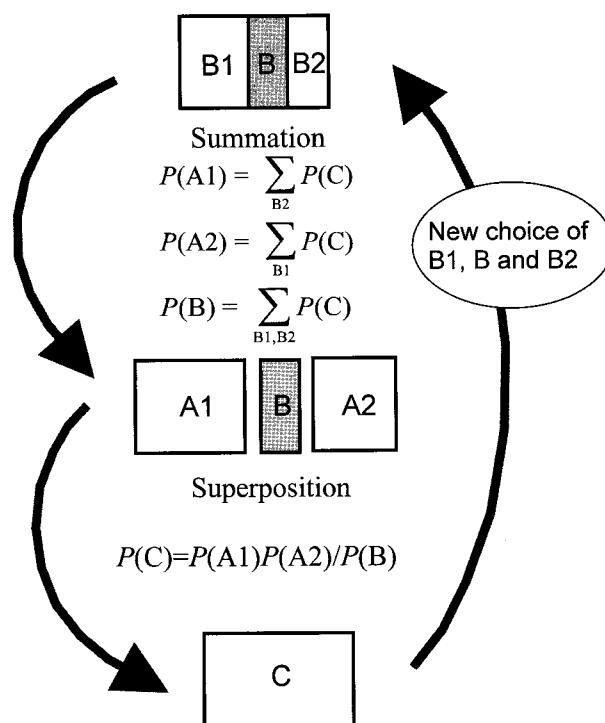 B1 B B2
Summation
P(A1) = ∑ P(C)
B2
P(A2) = ∑ P(C)
B1
P(B) = ∑ P(C)
B1,B2
New choice of
B1, B and B2
A1 B A2
Superposition
P(C)=P(A1)P(A2)/P(B)
C